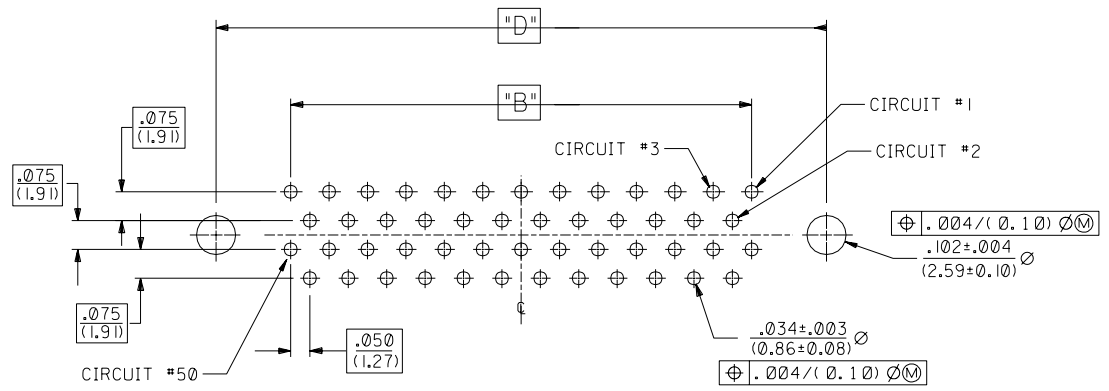 "D"
"B"
CIRCUIT #1
.075
(1.91)
CIRCUIT #3
CIRCUIT #2
.075
(1.91)
⌖ .004/(0.10) Ø Ⓜ
.102±.004 Ø
(2.59±0.10)
.075
(1.91)
℄
.050
(1.27)
.034±.003 Ø
(0.86±0.08)
CIRCUIT #50
⌖ .004/(0.10) Ø Ⓜ